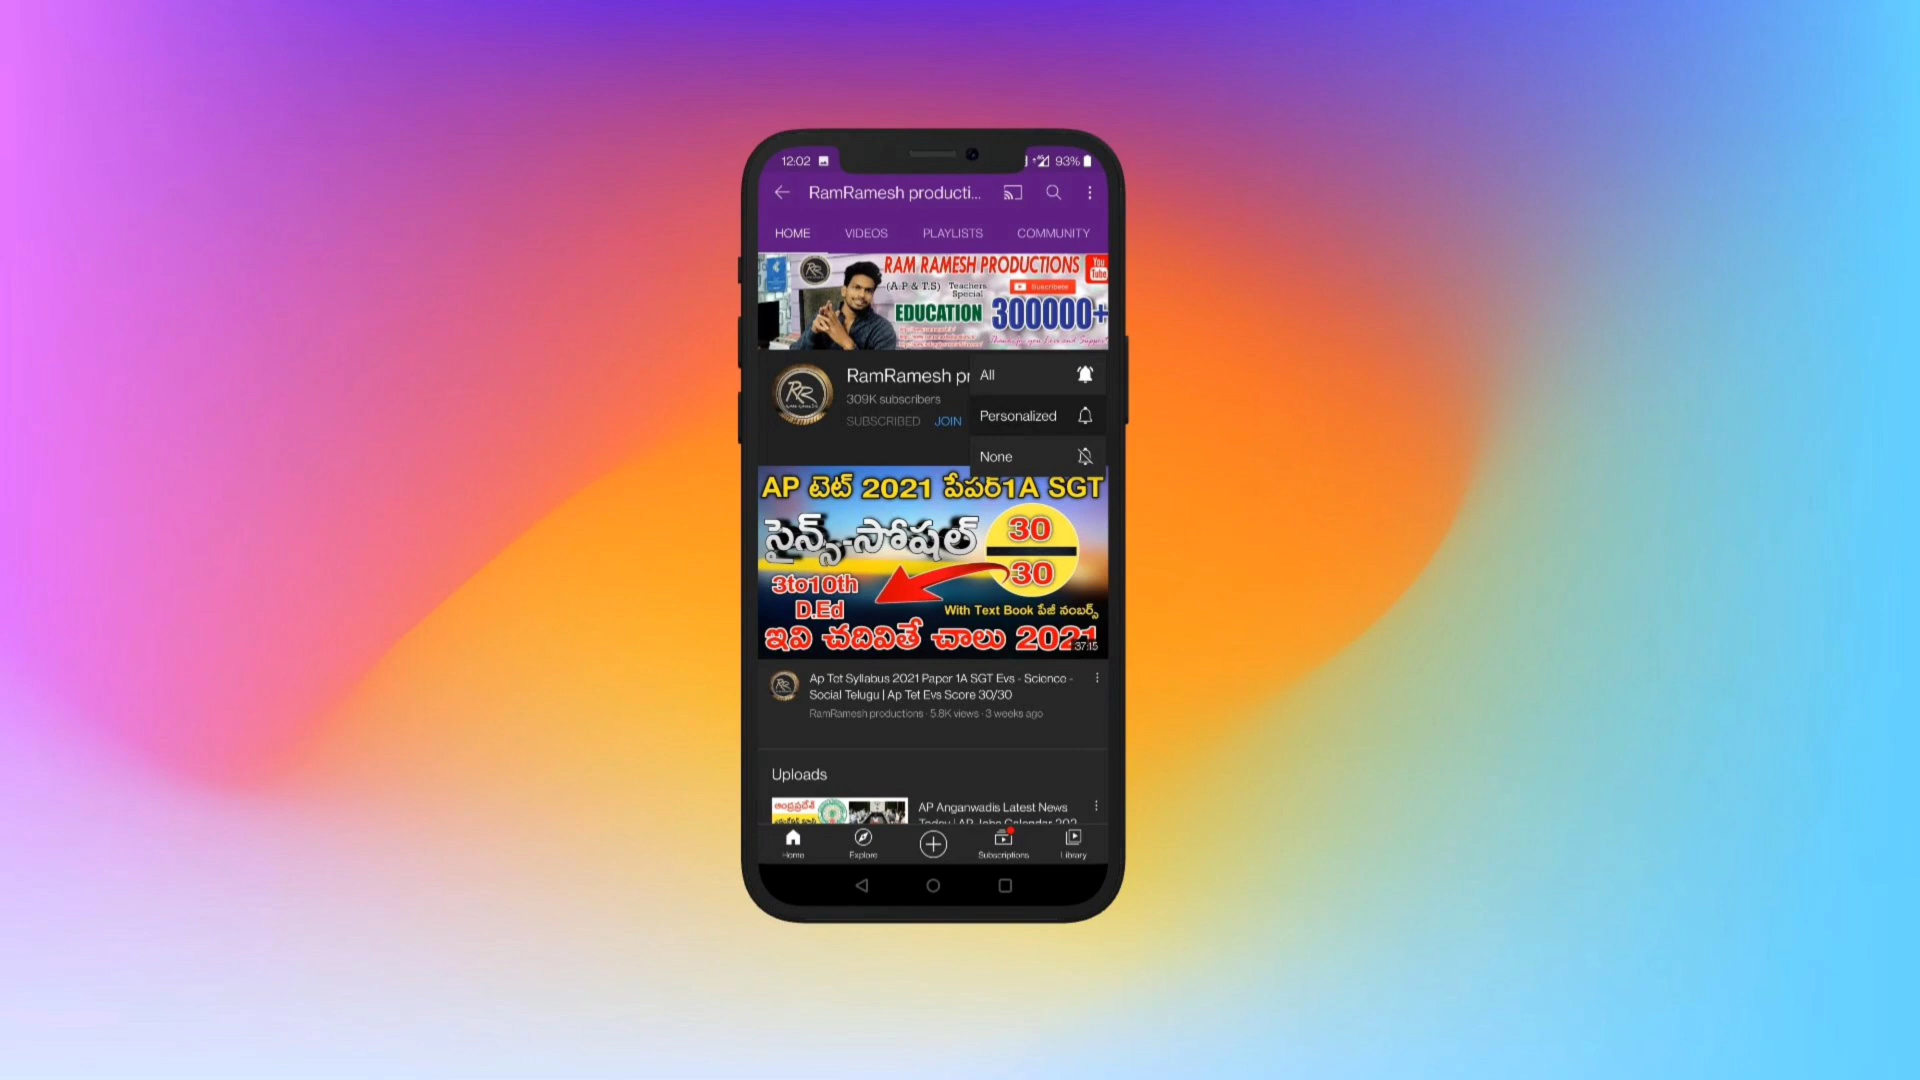 12:02
93%
RamRamesh producti...
HOME VIDEOS PLAYLISTS COMMUNITY
RAM RAMESH PRODUCTIONS
You
Tube
(A.P & T.S) Teachers
Special
EDUCATION 300000+
RamRamesh pr
309K subscribers
SUBSCRIBED JOIN
All
Personalized
None
AP టెట్ 2021 పేపర్1A SGT
సైన్స్-సోషల్
30
30
3to10th
D.Ed
With Text Book పేజీ నంబర్స్
ఇవి చదివితే చాలు 2021
37:15
Ap Tet Syllabus 2021 Paper 1A SGT Evs - Science -
Social Telugu | Ap Tet Evs Score 30/30
RamRamesh productions · 5.8K views · 3 weeks ago
Uploads
ఆంధ్రప్రదేశ్
AP Anganwadis Latest News
Home Explore Subscriptions Library